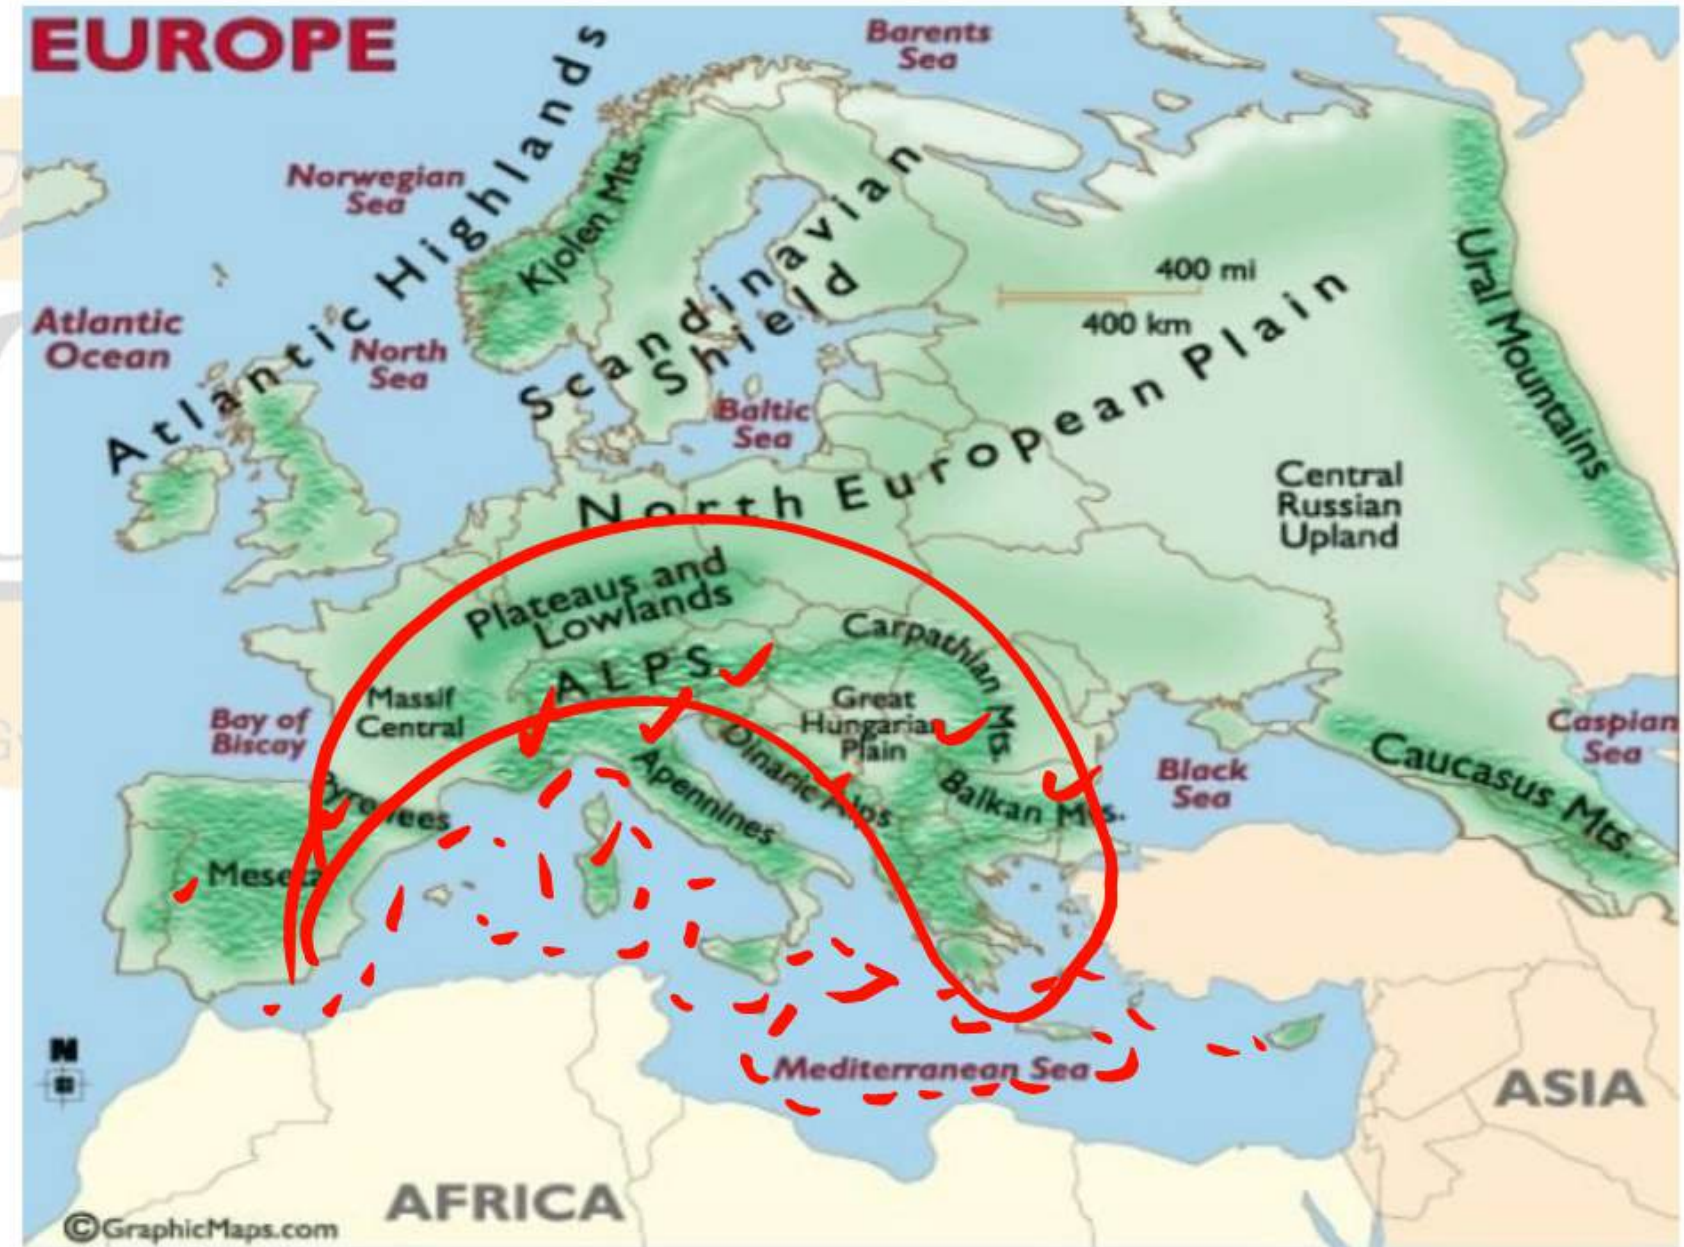 EUROPE
Barents
Sea
Norwegian
Sea
Atlantic Highlands
Kjolen Mts.
Scandinavian
Shield
Atlantic
Ocean
North
Sea
400 mi
400 km
Ural Mountains
Baltic
Sea
North European Plain
Central
Russian
Upland
Plateaus and
Lowlands
Carpathian Mts.
ALPS
Massif
Central
Great
Hungarian
Plain
Bay of
Biscay
Dinaric Alps
Apennines
Pyrenees
Balkan Mts.
Black
Sea
Caucasus Mts.
Caspian
Sea
Meseta
Mediterranean Sea
N
ASIA
AFRICA
©GraphicMaps.com